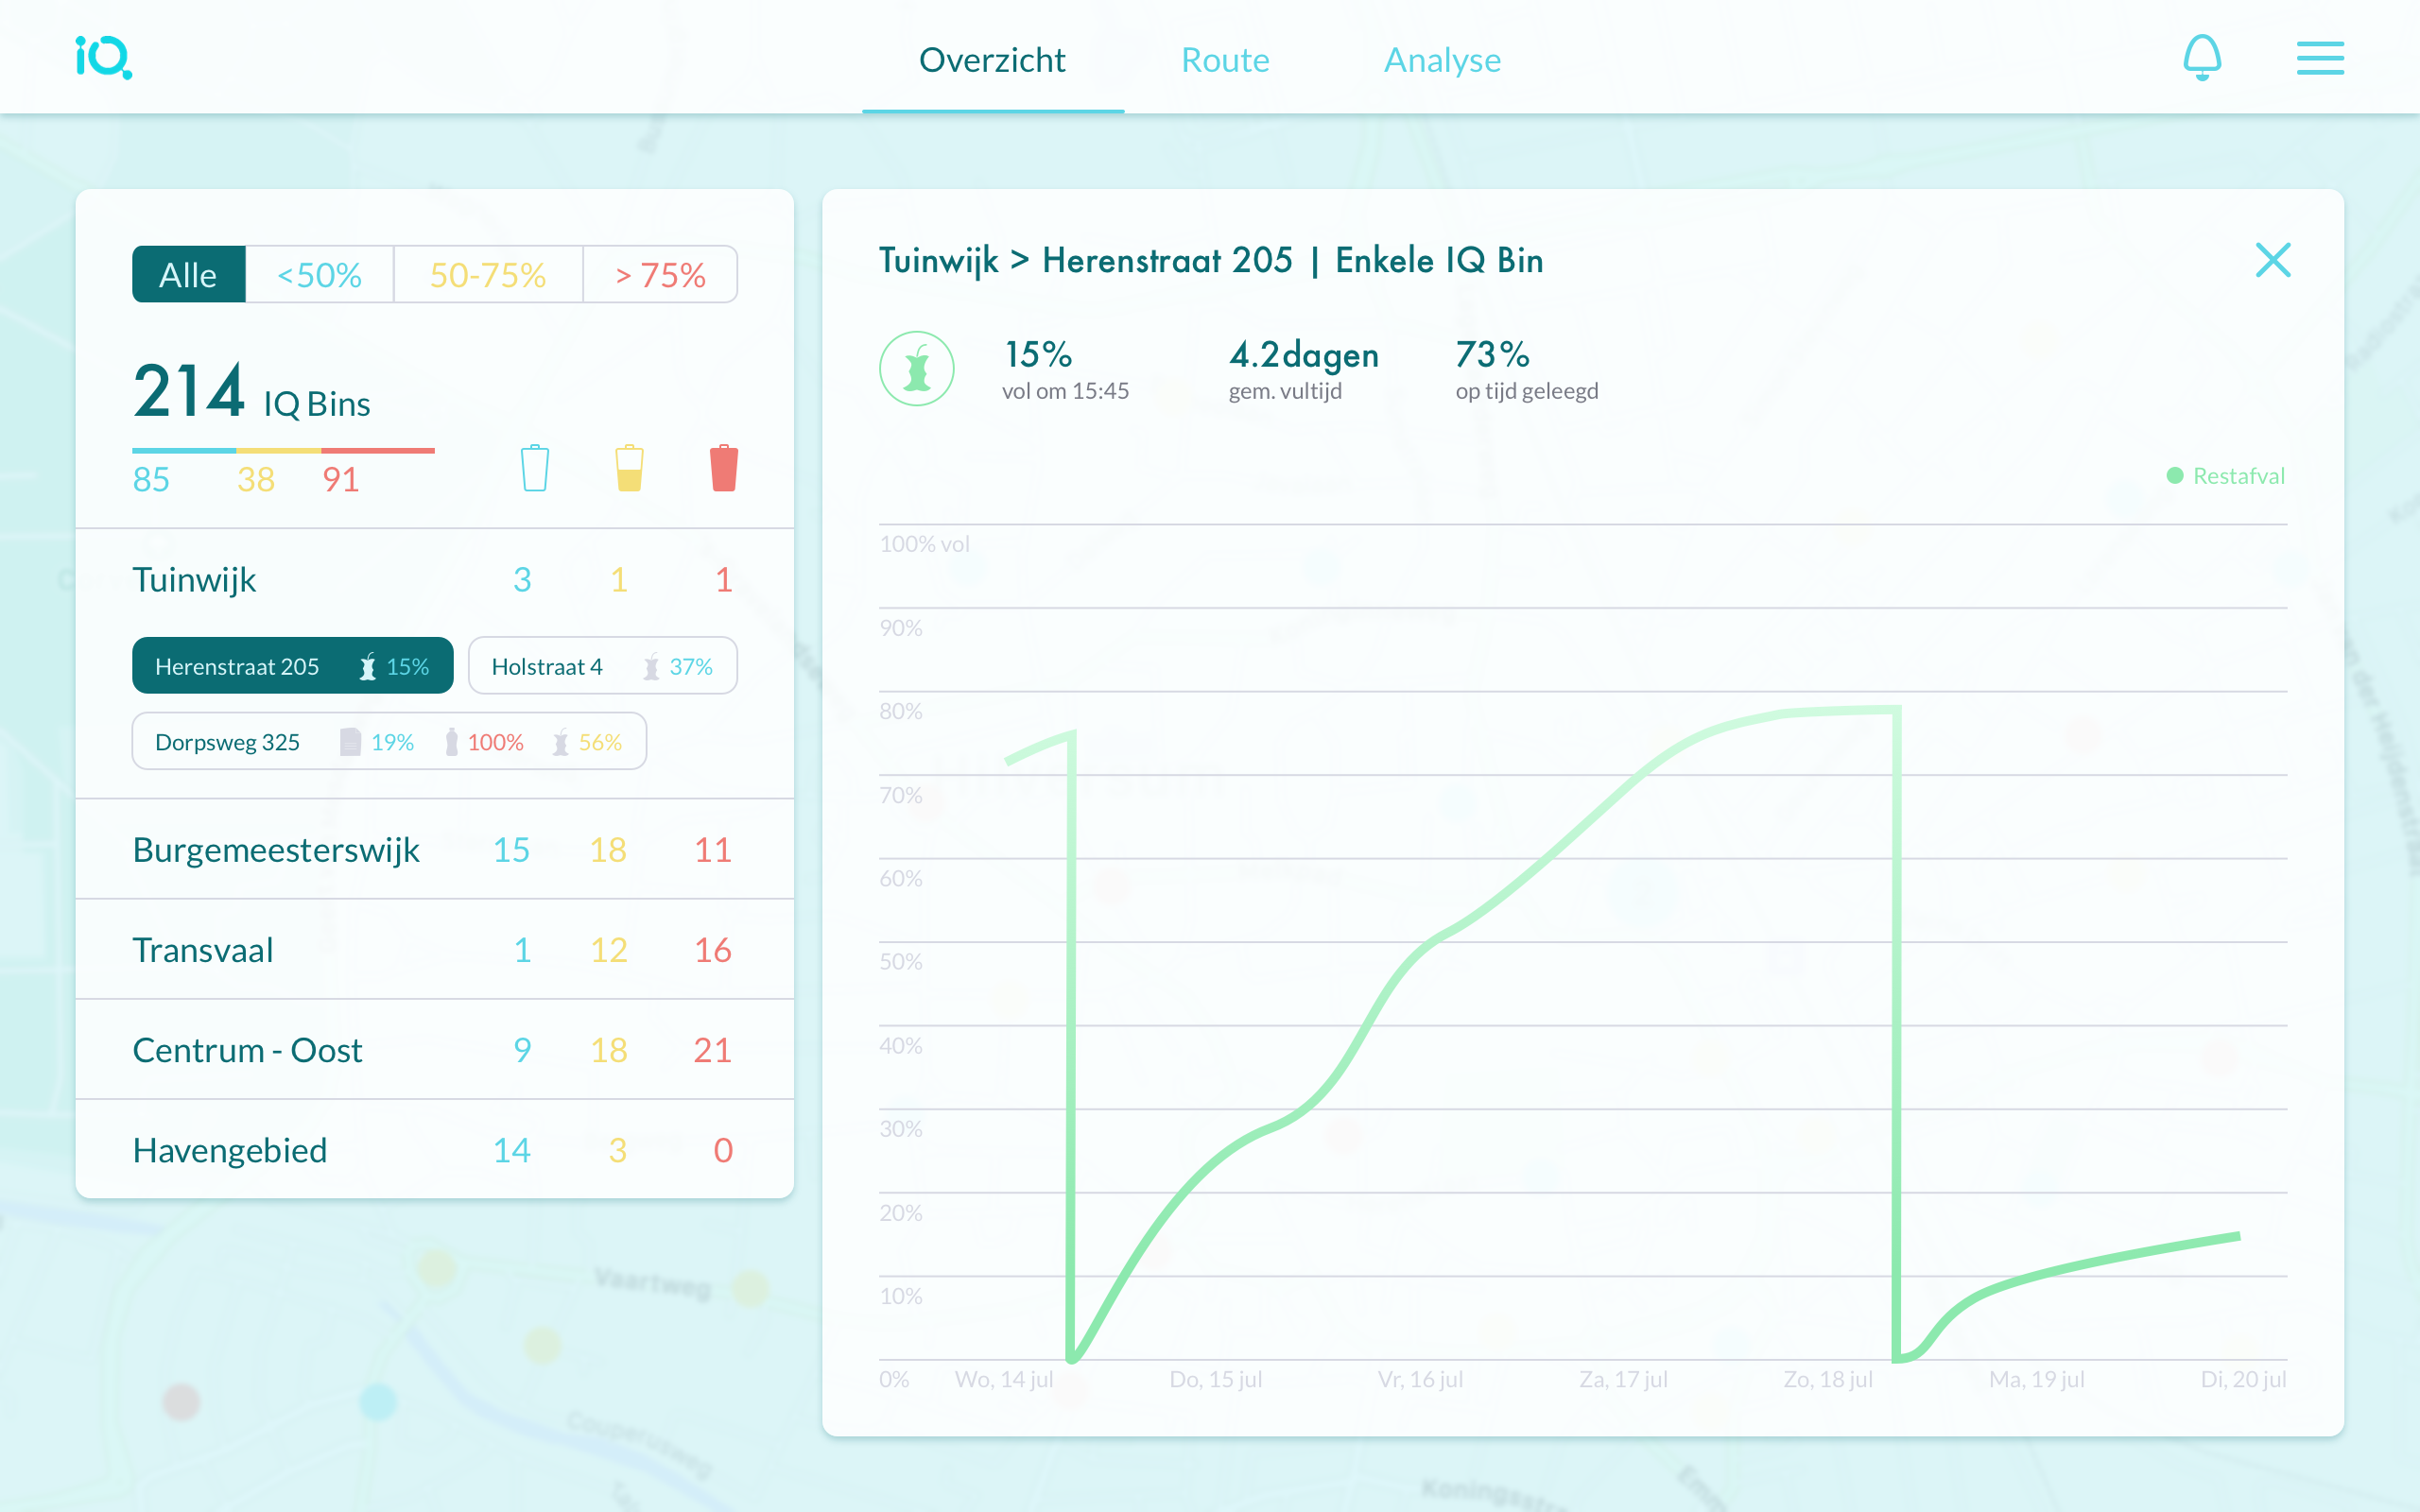 iQ
Overzicht Route Analyse
Alle <50% 50-75% > 75%
214 IQ Bins
85 38 91
Tuinwijk 3 1 1
Herenstraat 205 15% Holstraat 4 37%
Dorpsweg 325 19% 100% 56%
Burgemeesterswijk 15 18 11
Transvaal 1 12 16
Centrum - Oost 9 18 21
Havengebied 14 3 0
Tuinwijk > Herenstraat 205 | Enkele IQ Bin
15% 4.2dagen 73%
vol om 15:45 gem. vultijd op tijd geleegd
Restafval
100% vol
90%
80%
70%
60%
50%
40%
30%
20%
10%
0% Wo, 14 jul Do, 15 jul Vr, 16 jul Za, 17 jul Zo, 18 jul Ma, 19 jul Di, 20 jul
Vaartweg
Couperusweg